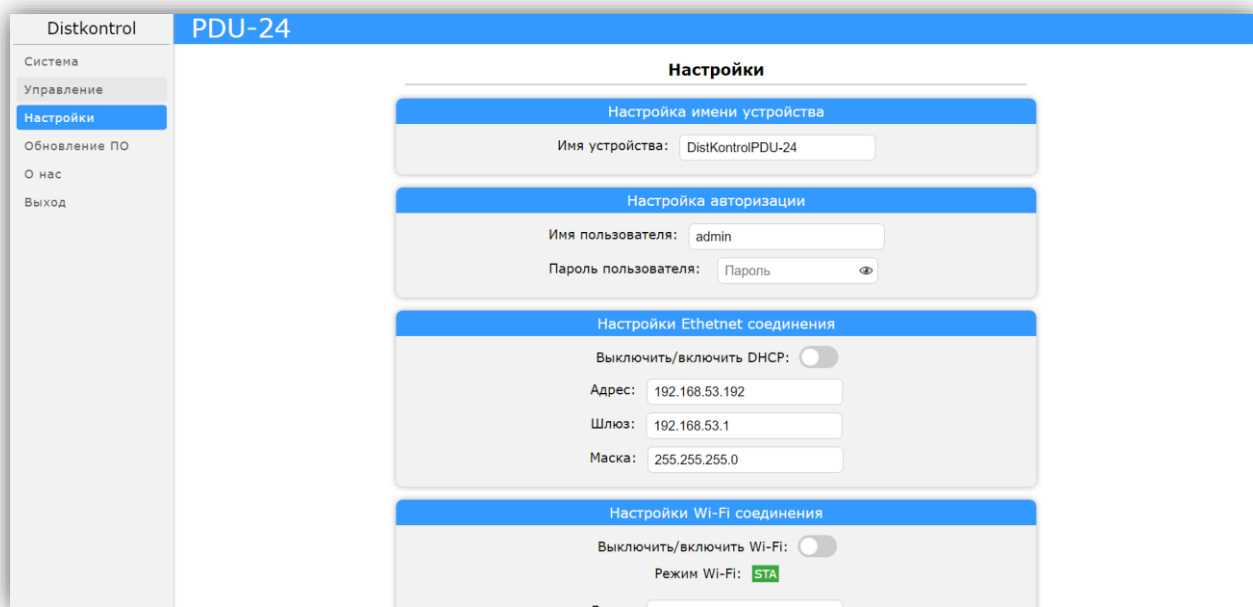 Distkontrol
PDU-24
Система
Управление
Настройки
Обновление ПО
О нас
Выход
Настройки
Настройка имени устройства
Имя устройства: DistKontrolPDU-24
Настройка авторизации
Имя пользователя: admin
Пароль пользователя: Пароль
Настройки Ethetnet соединения
Выключить/включить DHCP:
Адрес: 192.168.53.192
Шлюз: 192.168.53.1
Маска: 255.255.255.0
Настройки Wi-Fi соединения
Выключить/включить Wi-Fi:
Режим Wi-Fi: STA